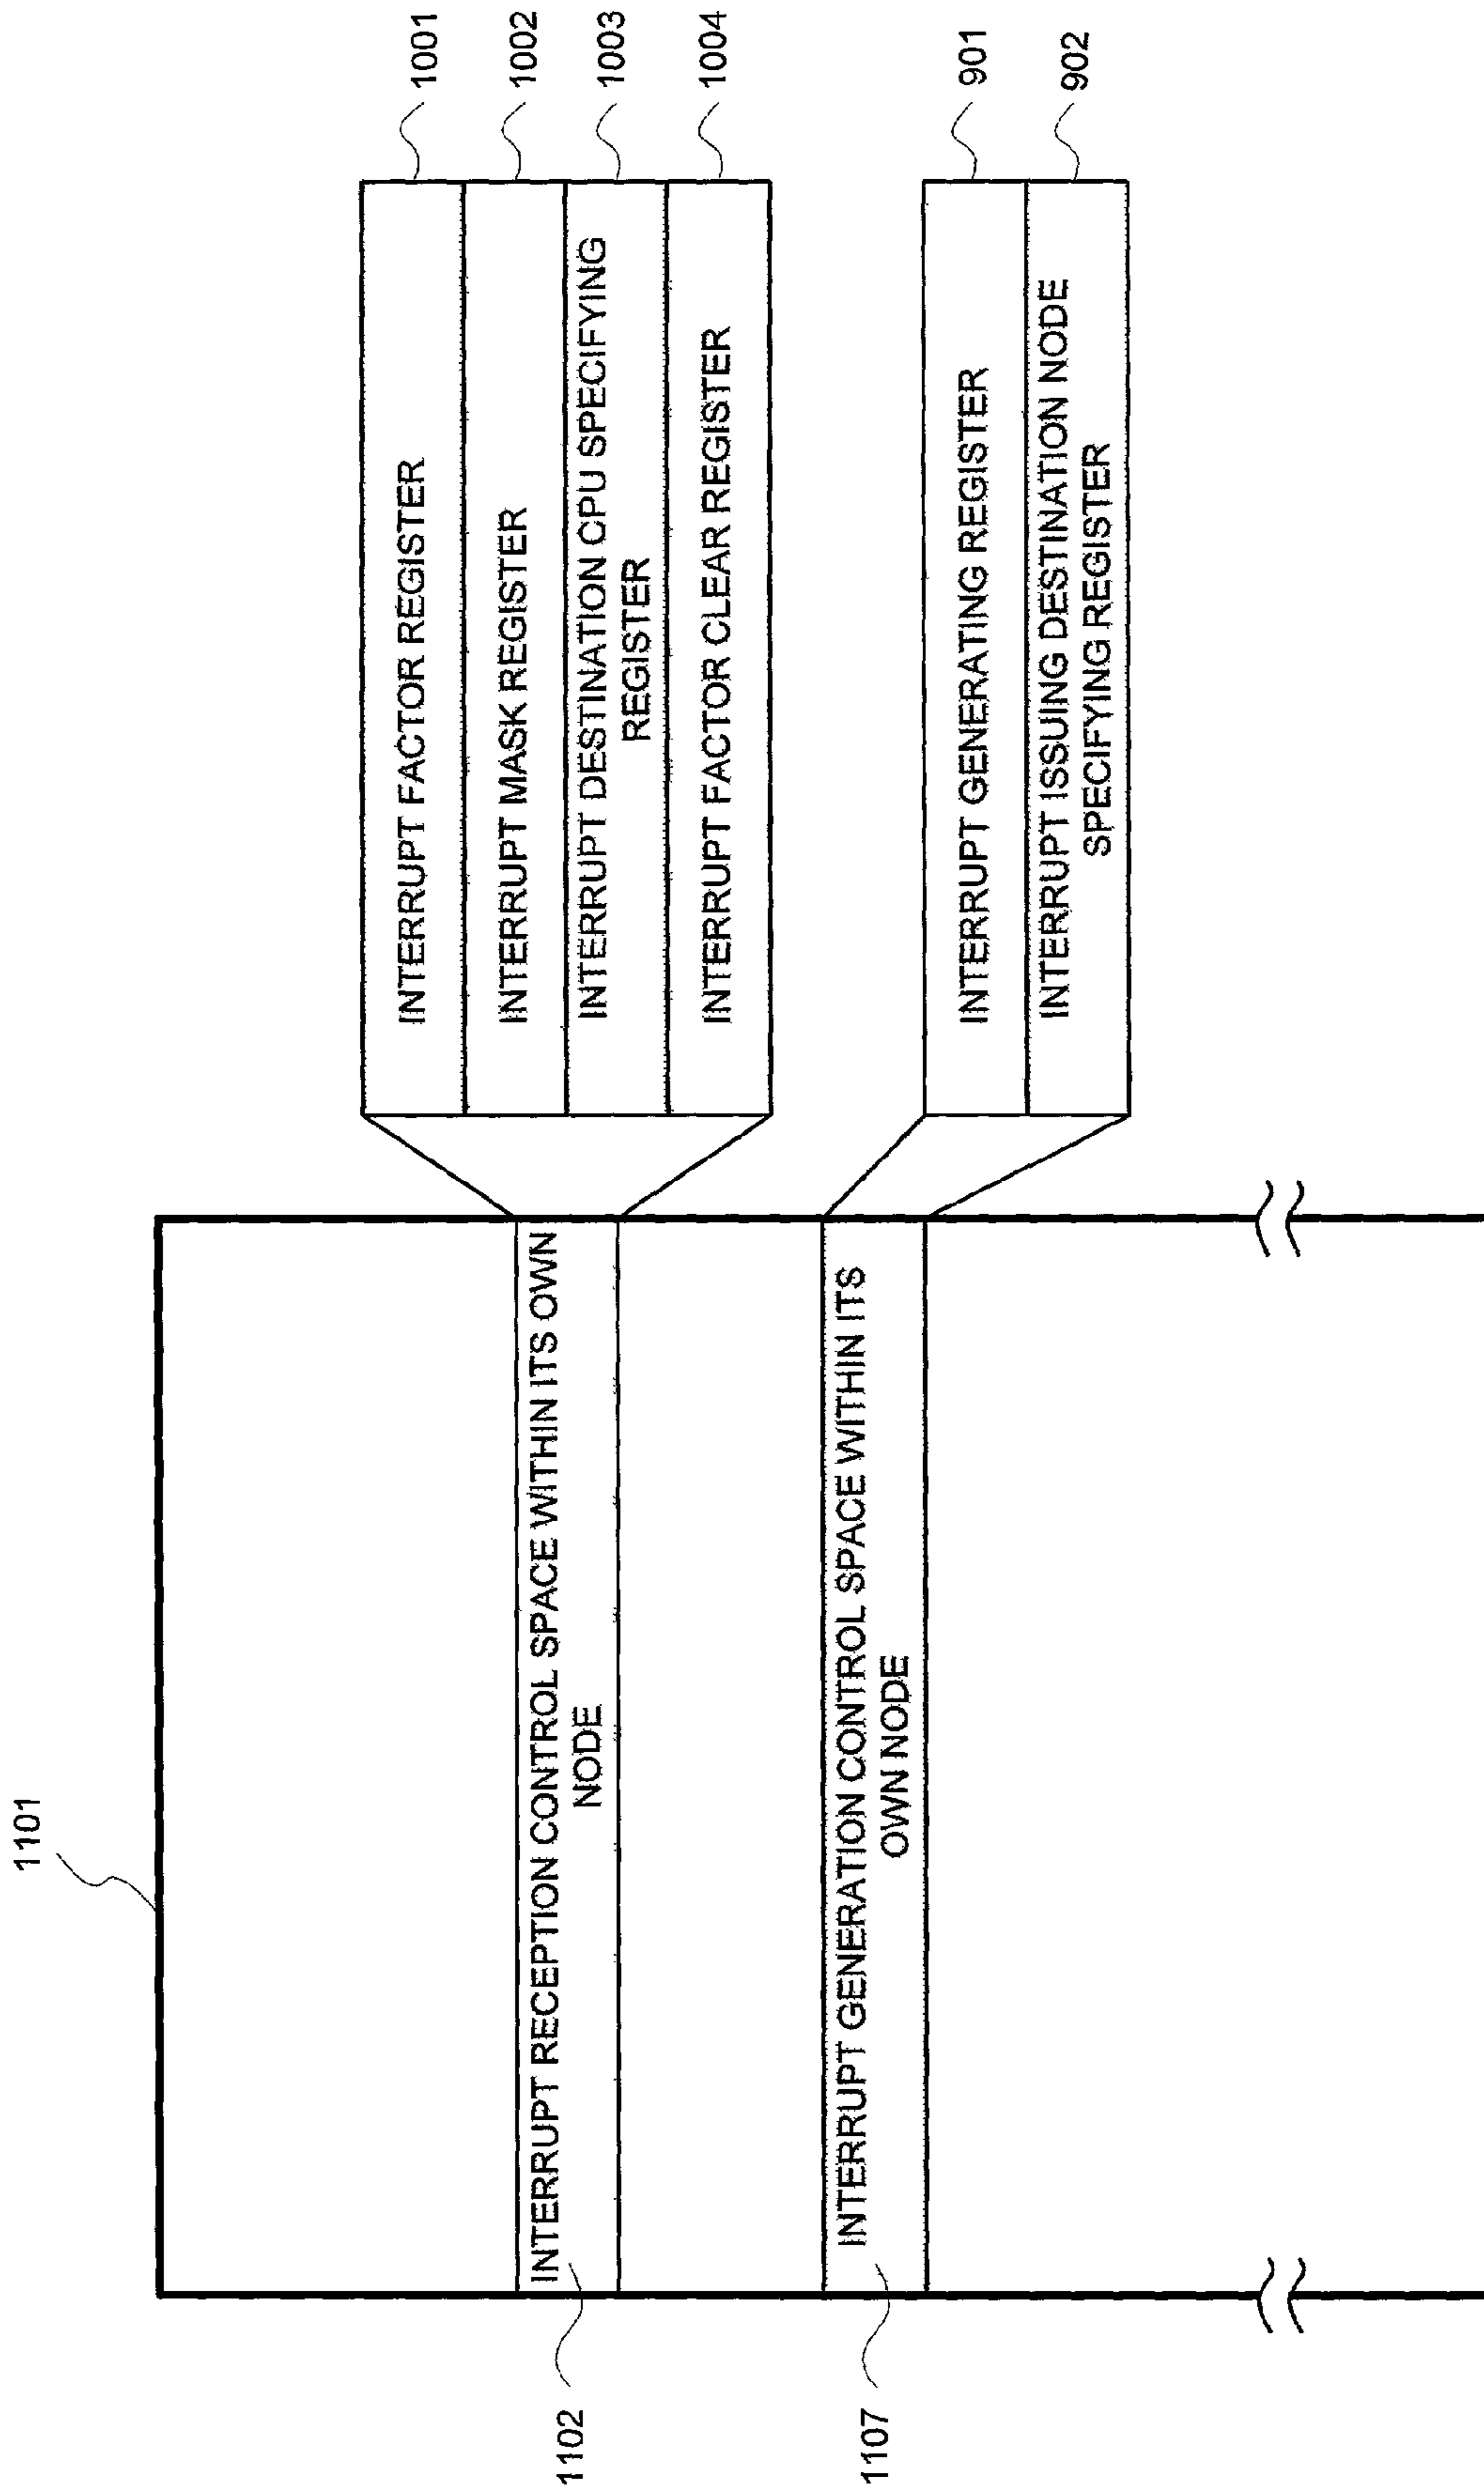 1101
1102
INTERRUPT RECEPTION CONTROL SPACE WITHIN ITS OWN
NODE
1107
INTERRUPT GENERATION CONTROL SPACE WITHIN ITS
OWN NODE
INTERRUPT FACTOR REGISTER
1001
INTERRUPT MASK REGISTER
1002
INTERRUPT DESTINATION CPU SPECIFYING
REGISTER
1003
INTERRUPT FACTOR CLEAR REGISTER
1004
INTERRUPT GENERATING REGISTER
901
INTERRUPT ISSUING DESTINATION NODE
SPECIFYING REGISTER
902